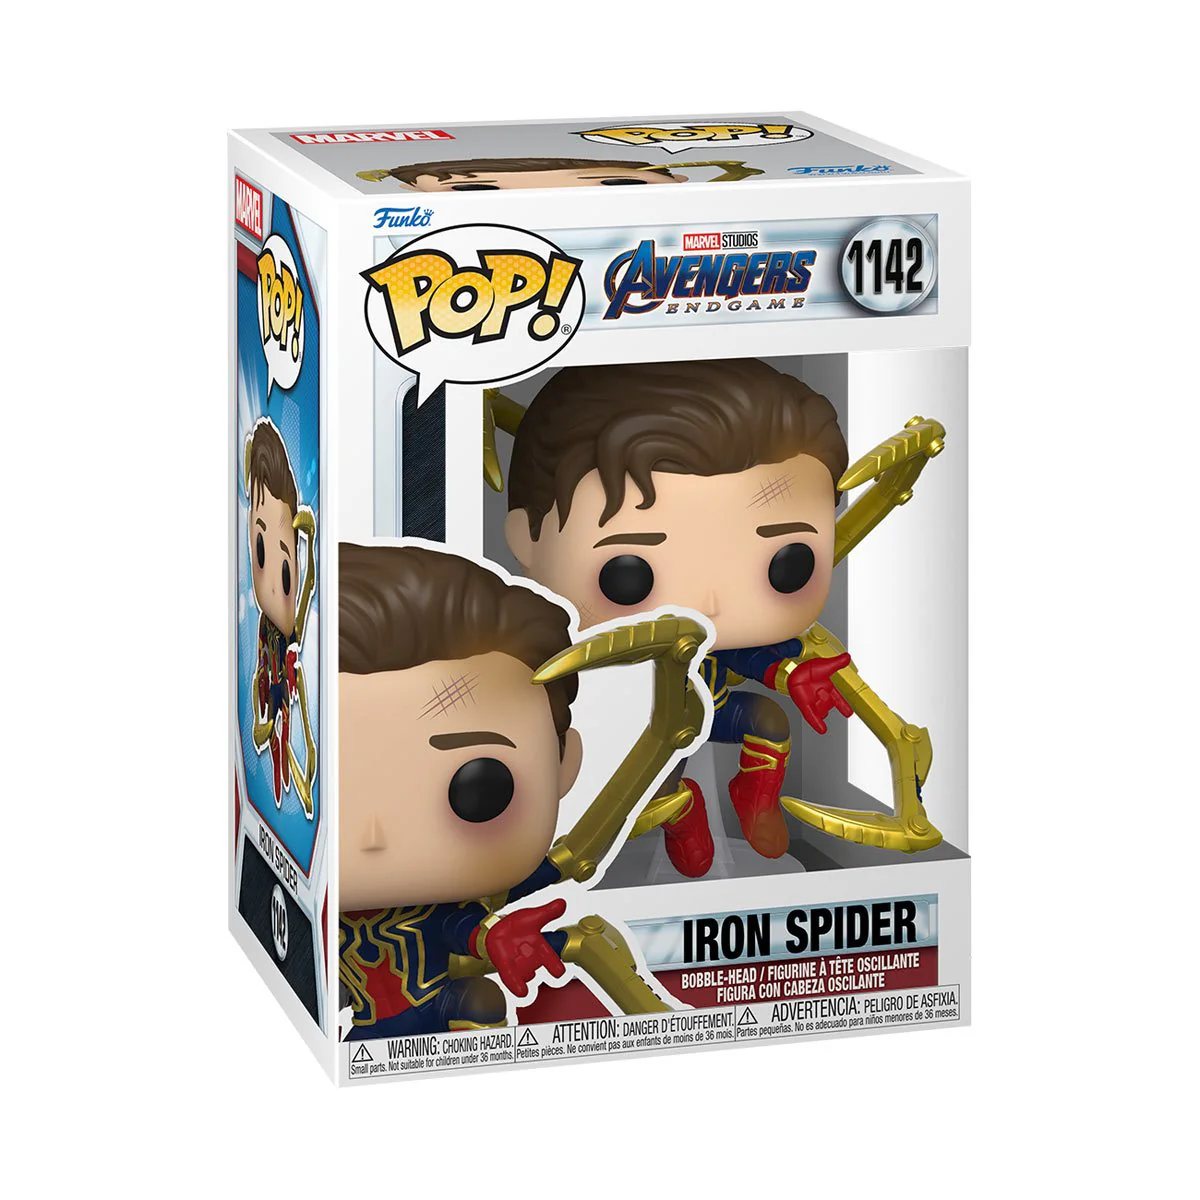 MARVEL
POP!
Funko
MARVEL
POP!
IRON SPIDER
1142
Funko
POP!®
MARVEL STUDIOS
AVENGERS
ENDGAME
1142
IRON SPIDER
BOBBLE-HEAD / FIGURINE À TÊTE OSCILLANTE
FIGURA CON CABEZA OSCILANTE
⚠ WARNING: CHOKING HAZARD.
Small parts. Not suitable for children under 36 months.
⚠ ATTENTION: DANGER D'ÉTOUFFEMENT.
Petites pièces. Ne convient pas aux enfants de moins de 36 mois.
⚠ ADVERTENCIA: PELIGRO DE ASFIXIA.
Partes pequeñas. No es adecuado para niños menores de 36 meses.